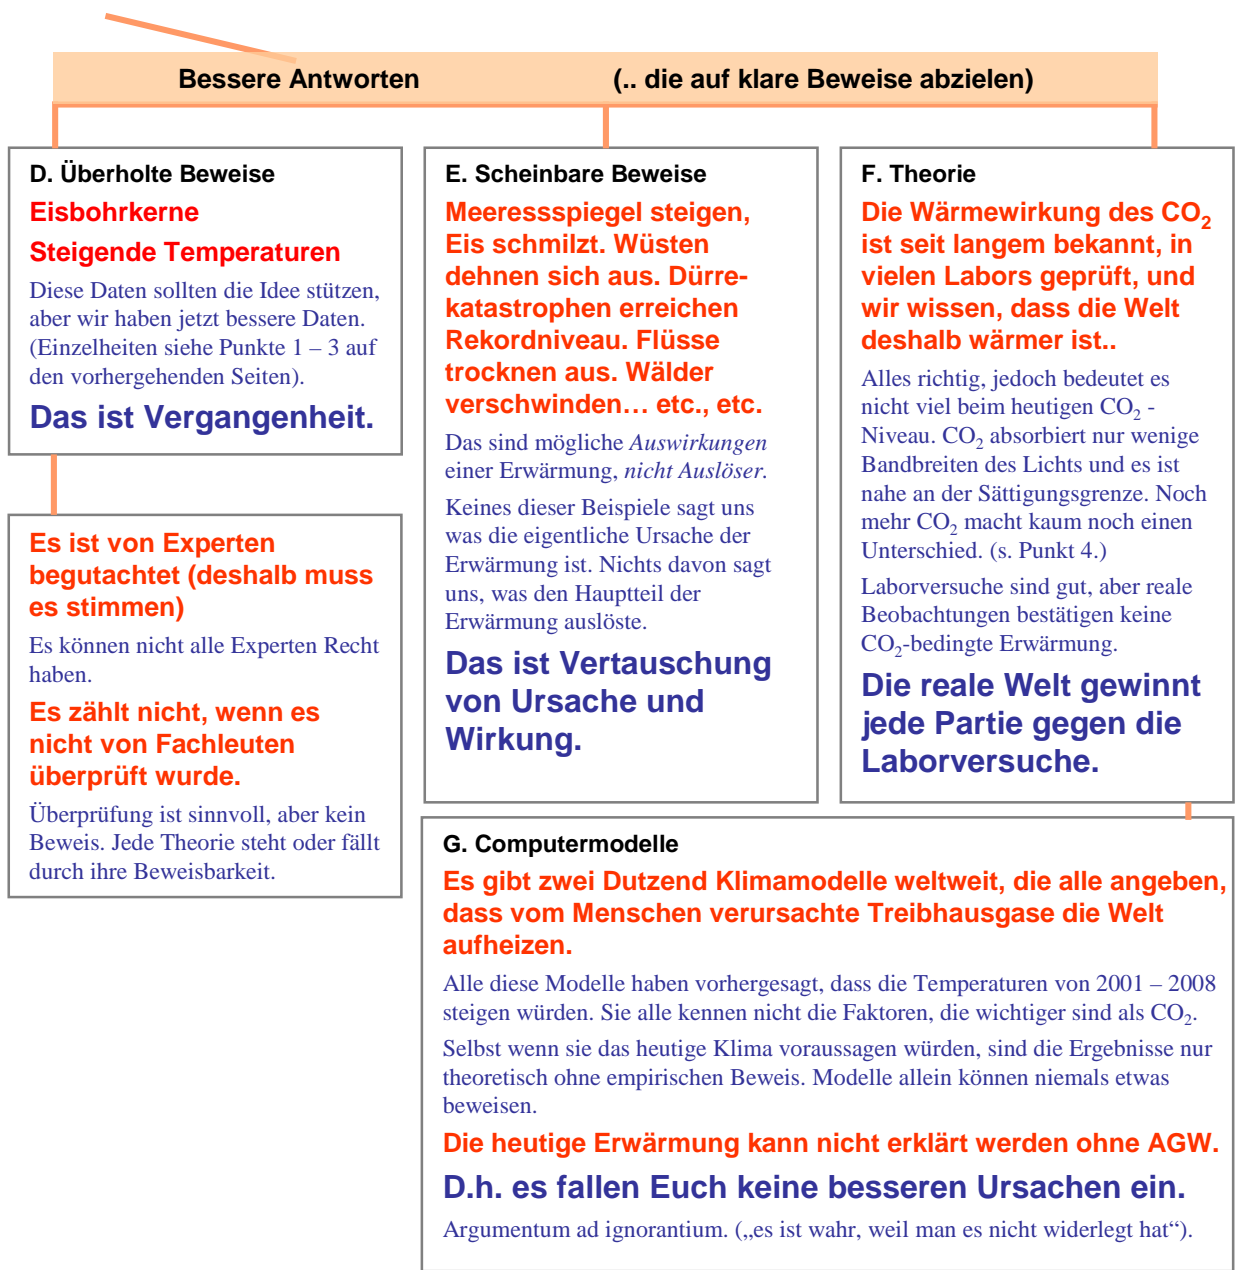 Bessere Antworten (.. die auf klare Beweise abzielen)
D. Überholte Beweise
Eisbohrkerne
Steigende Temperaturen
Diese Daten sollten die Idee stützen,
aber wir haben jetzt bessere Daten.
(Einzelheiten siehe Punkte 1 – 3 auf
den vorhergehenden Seiten).
Das ist Vergangenheit.
Es ist von Experten
begutachtet (deshalb muss
es stimmen)
Es können nicht alle Experten Recht
haben.
Es zählt nicht, wenn es
nicht von Fachleuten
überprüft wurde.
Überprüfung ist sinnvoll, aber kein
Beweis. Jede Theorie steht oder fällt
durch ihre Beweisbarkeit.
E. Scheinbare Beweise
Meeressspiegel steigen,
Eis schmilzt. Wüsten
dehnen sich aus. Dürre-
katastrophen erreichen
Rekordniveau. Flüsse
trocknen aus. Wälder
verschwinden… etc., etc.
Das sind mögliche Auswirkungen
einer Erwärmung, nicht Auslöser.
Keines dieser Beispiele sagt uns
was die eigentliche Ursache der
Erwärmung ist. Nichts davon sagt
uns, was den Hauptteil der
Erwärmung auslöste.
Das ist Vertauschung
von Ursache und
Wirkung.
F. Theorie
Die Wärmewirkung des CO2
ist seit langem bekannt, in
vielen Labors geprüft, und
wir wissen, dass die Welt
deshalb wärmer ist..
Alles richtig, jedoch bedeutet es
nicht viel beim heutigen CO2 -
Niveau. CO2 absorbiert nur wenige
Bandbreiten des Lichts und es ist
nahe an der Sättigungsgrenze. Noch
mehr CO2 macht kaum noch einen
Unterschied. (s. Punkt 4.)
Laborversuche sind gut, aber reale
Beobachtungen bestätigen keine
CO2-bedingte Erwärmung.
Die reale Welt gewinnt
jede Partie gegen die
Laborversuche.
G. Computermodelle
Es gibt zwei Dutzend Klimamodelle weltweit, die alle angeben,
dass vom Menschen verursachte Treibhausgase die Welt
aufheizen.
Alle diese Modelle haben vorhergesagt, dass die Temperaturen von 2001 – 2008
steigen würden. Sie alle kennen nicht die Faktoren, die wichtiger sind als CO2.
Selbst wenn sie das heutige Klima voraussagen würden, sind die Ergebnisse nur
theoretisch ohne empirischen Beweis. Modelle allein können niemals etwas
beweisen.
Die heutige Erwärmung kann nicht erklärt werden ohne AGW.
D.h. es fallen Euch keine besseren Ursachen ein.
Argumentum ad ignorantium. („es ist wahr, weil man es nicht widerlegt hat“).